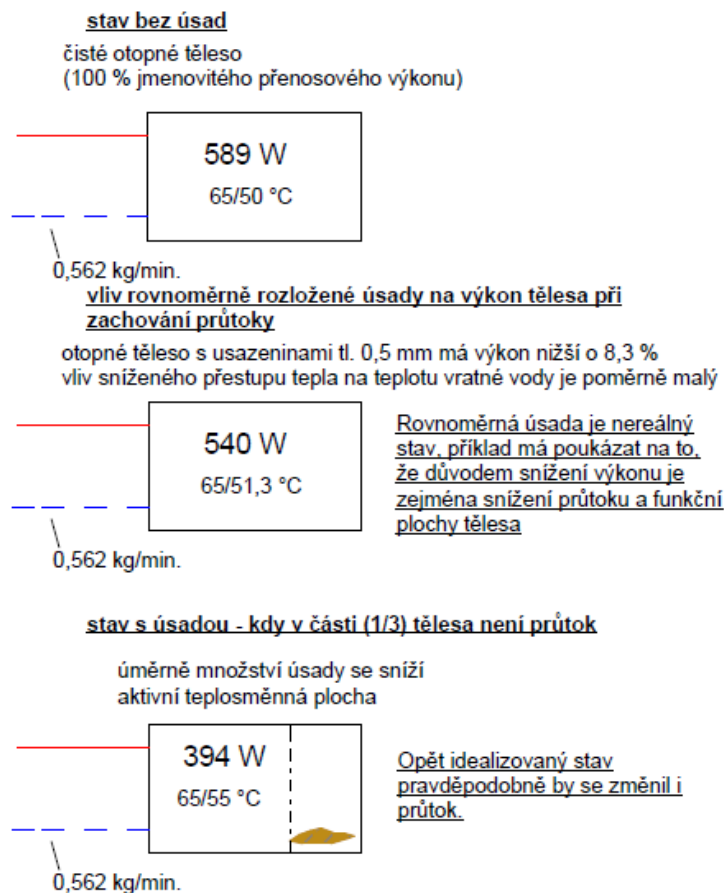 stav bez úsad
čisté otopné těleso
(100 % jmenovitého přenosového výkonu)
589 W
65/50 °C
0,562 kg/min.
vliv rovnoměrně rozložené úsady na výkon tělesa při
zachování průtoky
otopné těleso s usazeninami tl. 0,5 mm má výkon nižší o 8,3 %
vliv sníženého přestupu tepla na teplotu vratné vody je poměrně malý
540 W
65/51,3 °C
0,562 kg/min.
Rovnoměrná úsada je nereálný
stav, příklad má poukázat na to,
že důvodem snížení výkonu je
zejména snížení průtoku a funkční
plochy tělesa
stav s úsadou - kdy v části (1/3) tělesa není průtok
úměrně množství úsady se sníží
aktivní teplosměnná plocha
394 W
65/55 °C
0,562 kg/min.
Opět idealizovaný stav
pravděpodobně by se změnil i
průtok.